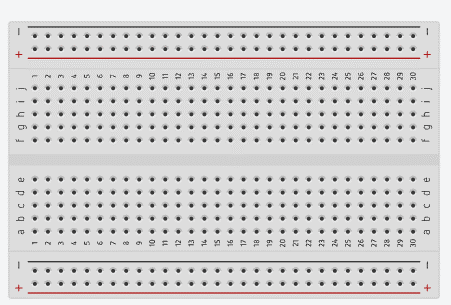 − −
+ +
1 2 3 4 5 6 7 8 9 10 11 12 13 14 15 16 17 18 19 20 21 22 23 24 25 26 27 28 29 30
j j
i i
h h
g g
f f
e e
d d
c c
b b
a a
1 2 3 4 5 6 7 8 9 10 11 12 13 14 15 16 17 18 19 20 21 22 23 24 25 26 27 28 29 30
− −
+ +